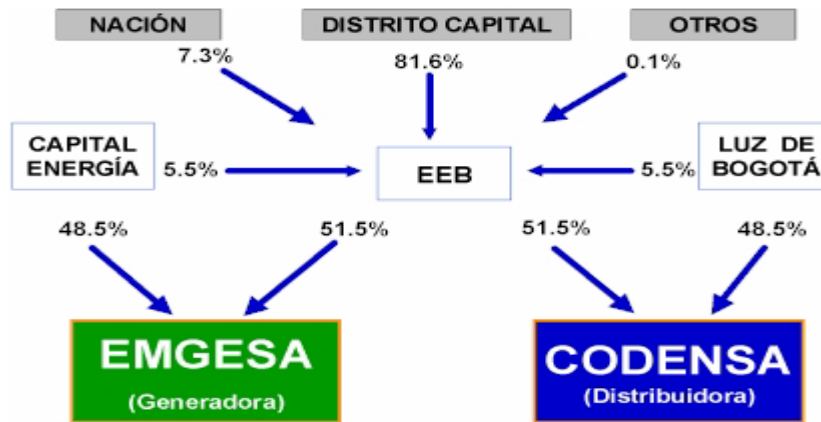 NACIÓN
DISTRITO CAPITAL
OTROS
7.3%
81.6%
0.1%
CAPITAL
ENERGÍA
5.5%
EEB
5.5%
LUZ DE
BOGOTÁ
48.5%
51.5%
51.5%
48.5%
EMGESA
(Generadora)
CODENSA
(Distribuidora)